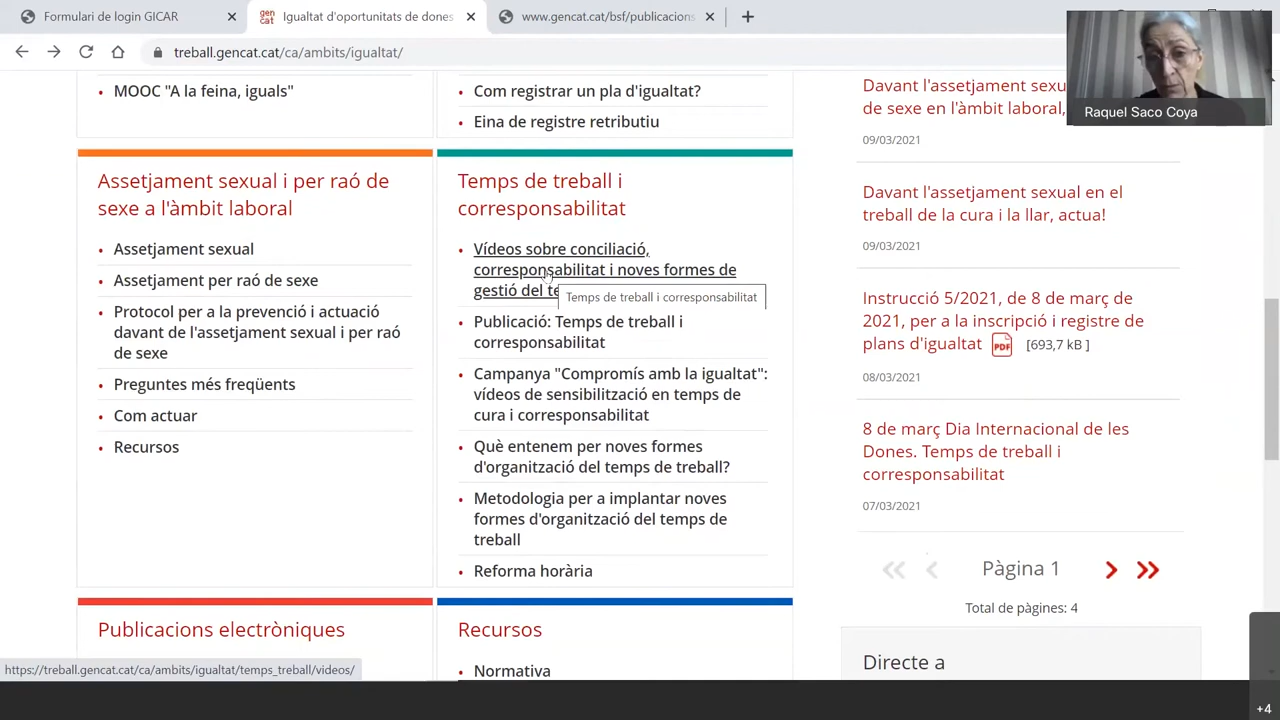 Formulari de login GICAR
Igualtat d'oportunitats de dones
www.gencat.cat/bsf/publicacions
gen
cat
treball.gencat.cat/ca/ambits/igualtat/
MOOC "A la feina, iguals"
Com registrar un pla d'igualtat?
Eina de registre retributiu
Assetjament sexual i per raó de
sexe a l'àmbit laboral
Assetjament sexual
Assetjament per raó de sexe
Protocol per a la prevenció i actuació
davant de l'assetjament sexual i per raó
de sexe
Preguntes més freqüents
Com actuar
Recursos
Temps de treball i
corresponsabilitat
Vídeos sobre conciliació,
corresponsabilitat i noves formes de
gestió del te
Temps de treball i corresponsabilitat
Publicació: Temps de treball i
corresponsabilitat
Campanya "Compromís amb la igualtat":
vídeos de sensibilització en temps de
cura i corresponsabilitat
Què entenem per noves formes
d'organització del temps de treball?
Metodologia per a implantar noves
formes d'organització del temps de
treball
Reforma horària
Publicacions electròniques
Recursos
Normativa
Davant l'assetjament sexual
de sexe en l'àmbit laboral,
09/03/2021
Davant l'assetjament sexual en el
treball de la cura i la llar, actua!
09/03/2021
Instrucció 5/2021, de 8 de març de
2021, per a la inscripció i registre de
plans d'igualtat PDF [693,7 kB ]
08/03/2021
8 de març Dia Internacional de les
Dones. Temps de treball i
corresponsabilitat
07/03/2021
Pàgina 1
Total de pàgines: 4
Directe a
Raquel Saco Coya
https://treball.gencat.cat/ca/ambits/igualtat/temps_treball/videos/
+4